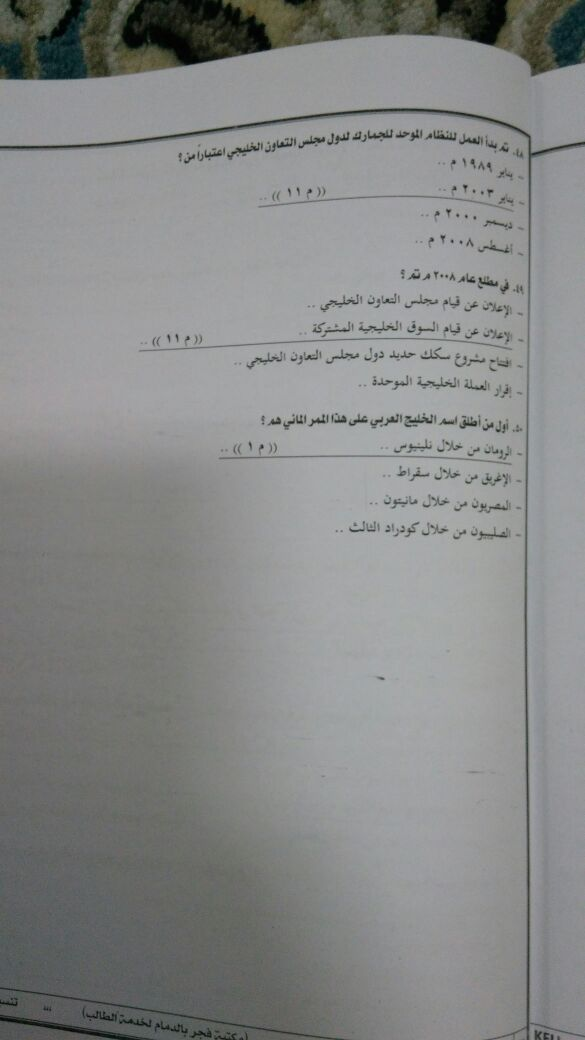 ٤٨. تم بدأ العمل للنظام الموحد للجمارك لدول مجلس التعاون الخليجي اعتباراً من ؟
- يناير ١٩٨٩ م ..
- يناير ٢٠٠٣ م .. (( م ١١ )) ..
- ديسمبر ٢٠٠٠ م ..
- أغسطس ٢٠٠٨ م ..
٤٩. في مطلع عام ٢٠٠٨ م تم ؟
- الإعلان عن قيام مجلس التعاون الخليجي ..
- الإعلان عن قيام السوق الخليجية المشتركة .. (( م ١١ )) ..
- افتتاح مشروع سكك حديد دول مجلس التعاون الخليجي ..
- إقرار العملة الخليجية الموحدة ..
٥٠. أول من أطلق اسم الخليج العربي على هذا الممر المائي هم ؟
- الرومان من خلال نلينيوس .. (( م ١ )) ..
- الإغريق من خلال سقراط ..
- المصريون من خلال مانيتون ..
- الصليبيون من خلال كودراد الثالث ..
(مكتبة فجر بالدمام لخدمة الطالب)